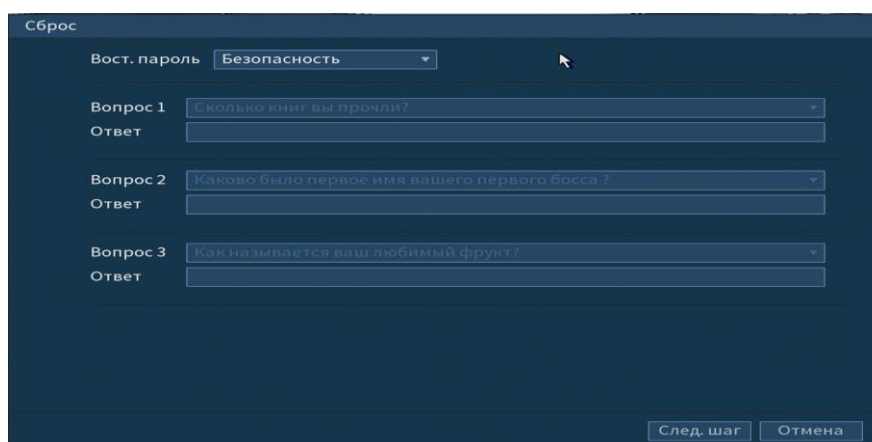 Сброс
Вост. пароль Безопасность
Вопрос 1 Сколько книг вы прочли?
Ответ
Вопрос 2 Каково было первое имя вашего первого босса ?
Ответ
Вопрос 3 Как называется ваш любимый фрукт?
Ответ
След. шаг Отмена